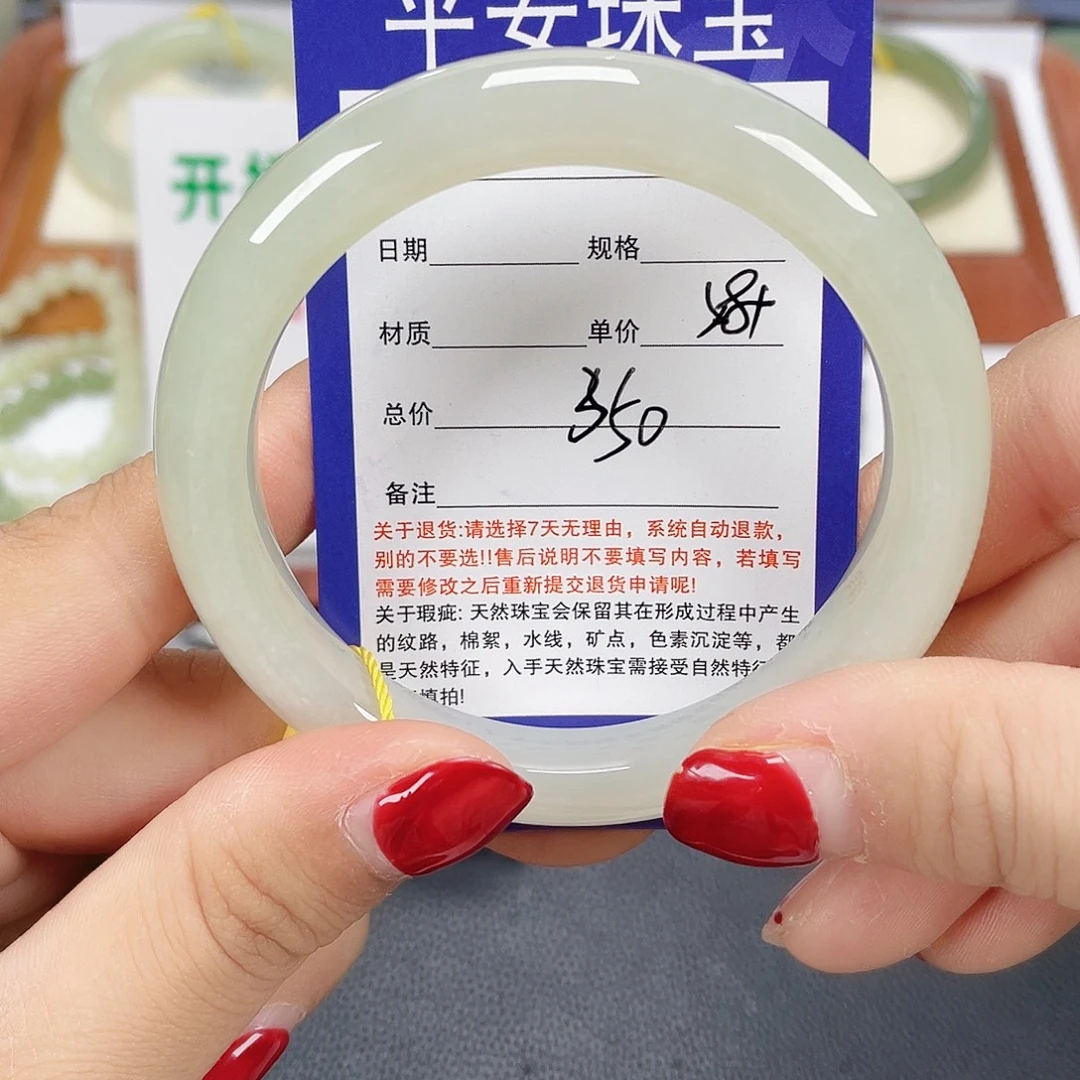 平安珠宝
开
日期 规格
材质 单价
总价 350
备注
关于退货:请选择7天无理由，系统自动退款，
别的不要选!!售后说明不要填写内容，若填写
需要修改之后重新提交退货申请呢!
关于瑕疵: 天然珠宝会保留其在形成过程中产生
的纹路，棉絮，水线，矿点，色素沉淀等，都
是天然特征，入手天然珠宝需接受自然特征
慎拍!